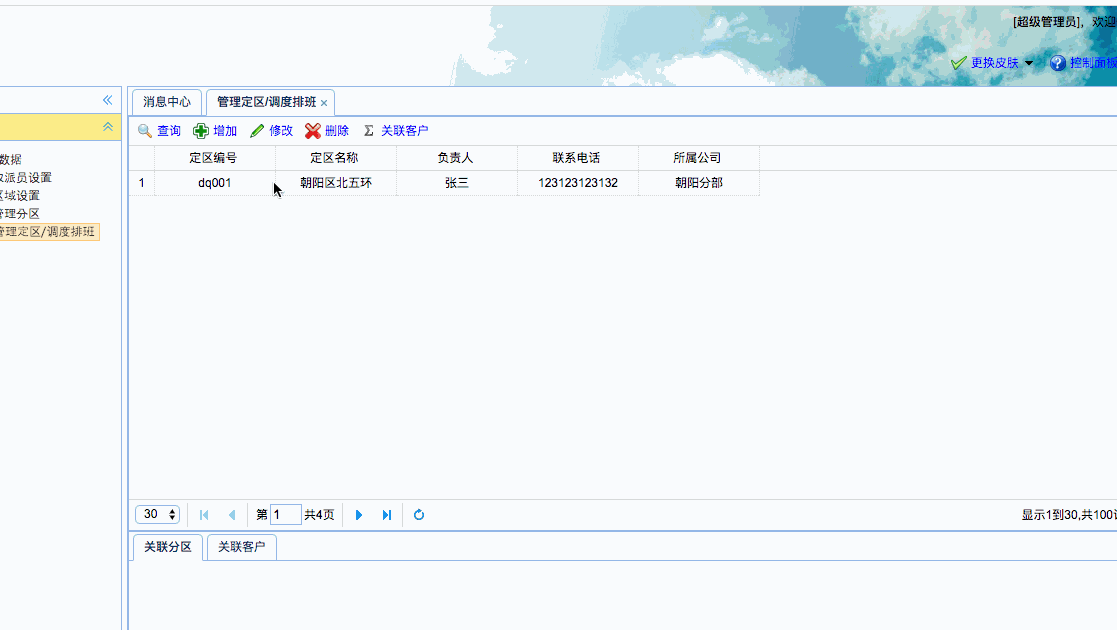 [超级管理员], 欢迎
更换皮肤 控制面板
消息中心 管理定区/调度排班
查询 增加 修改 删除 Σ 关联客户
数据
派员设置
区域设置
管理分区
管理定区/调度排班
定区编号 定区名称 负责人 联系电话 所属公司
1 dq001 朝阳区北五环 张三 123123123132 朝阳分部
30 第 1 共4页 显示1到30,共100
关联分区 关联客户